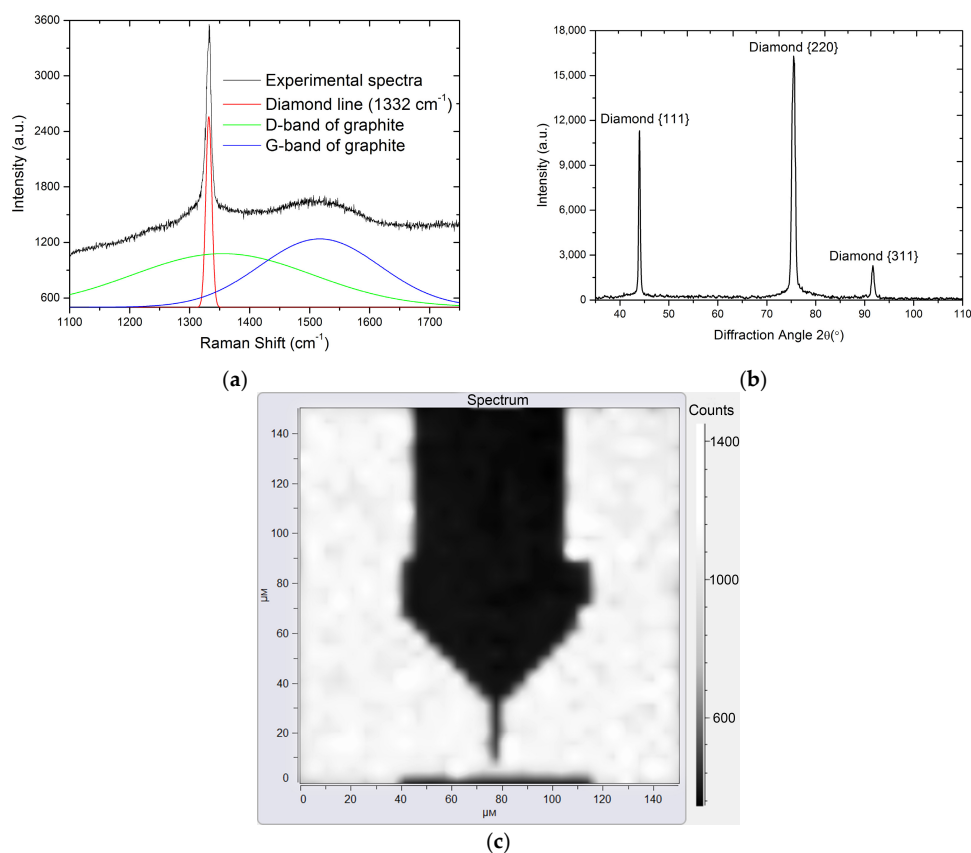 3600
3000
2400
1800
1200
600
Intensity (a.u.)
Experimental spectra
Diamond line (1332 cm⁻¹)
D-band of graphite
G-band of graphite
1100 1200 1300 1400 1500 1600 1700
Raman Shift (cm⁻¹)
(a)
18,000
15,000
12,000
9,000
6,000
3,000
0
Intensity (a.u.)
Diamond {220}
Diamond {111}
Diamond {311}
40 50 60 70 80 90 100 110
Diffraction Angle 2θ(°)
(b)
Spectrum
Counts
140
120
100
80
60
40
20
0
µм
0 20 40 60 80 100 120 140
µм
1400
1000
600
(c)